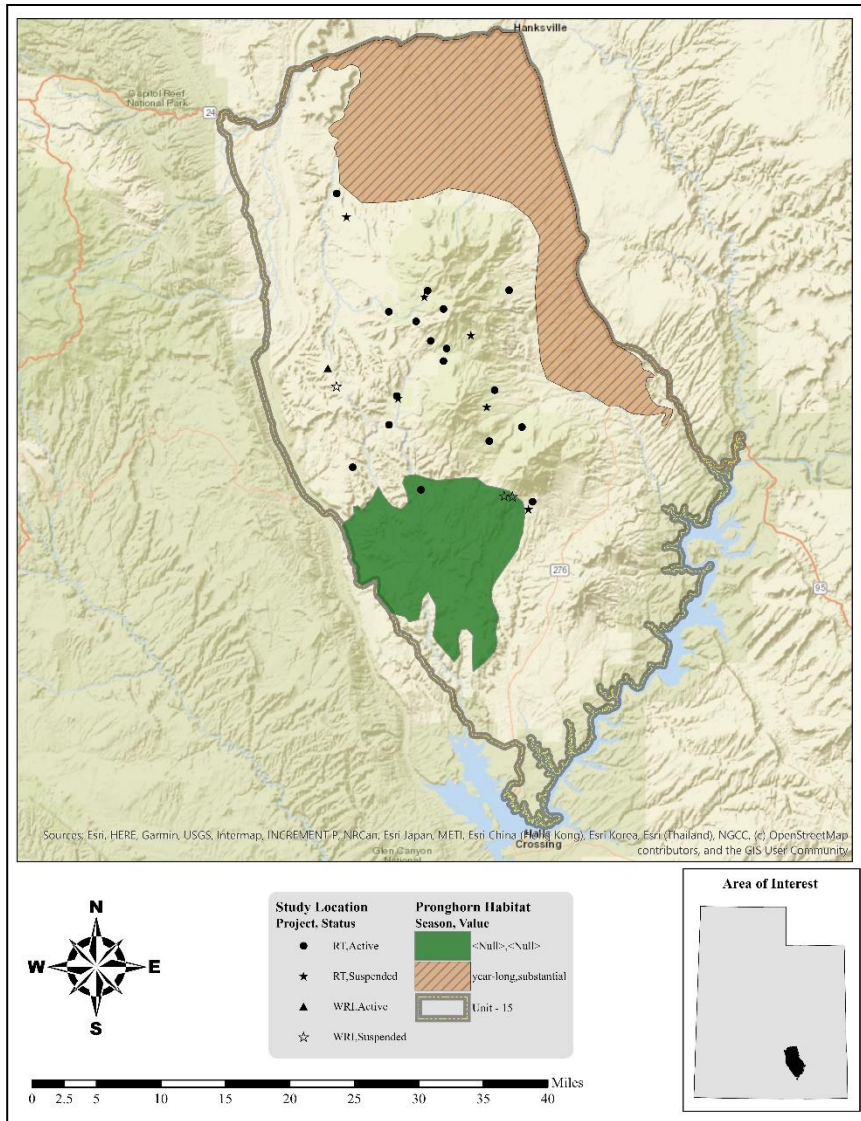 Hanksville
Capitol Reef
National Park
24
276
95
Sources: Esri, HERE, Garmin, USGS, Intermap, INCREMENT P, NRCan, Esri Japan, METI, Esri China (Hong Kong), Esri Korea, Esri (Thailand), NGCC, (c) OpenStreetMap
Halls
Crossing
contributors, and the GIS User Community
Glen Canyon
National
N
W
E
S
Study Location
Project, Status
RT,Active
RT,Suspended
WRI,Active
WRI,Suspended
Pronghorn Habitat
Season, Value
<Null>,<Null>
year-long,substantial
Unit - 15
Area of Interest
Miles
0 2.5 5 10 15 20 25 30 35 40